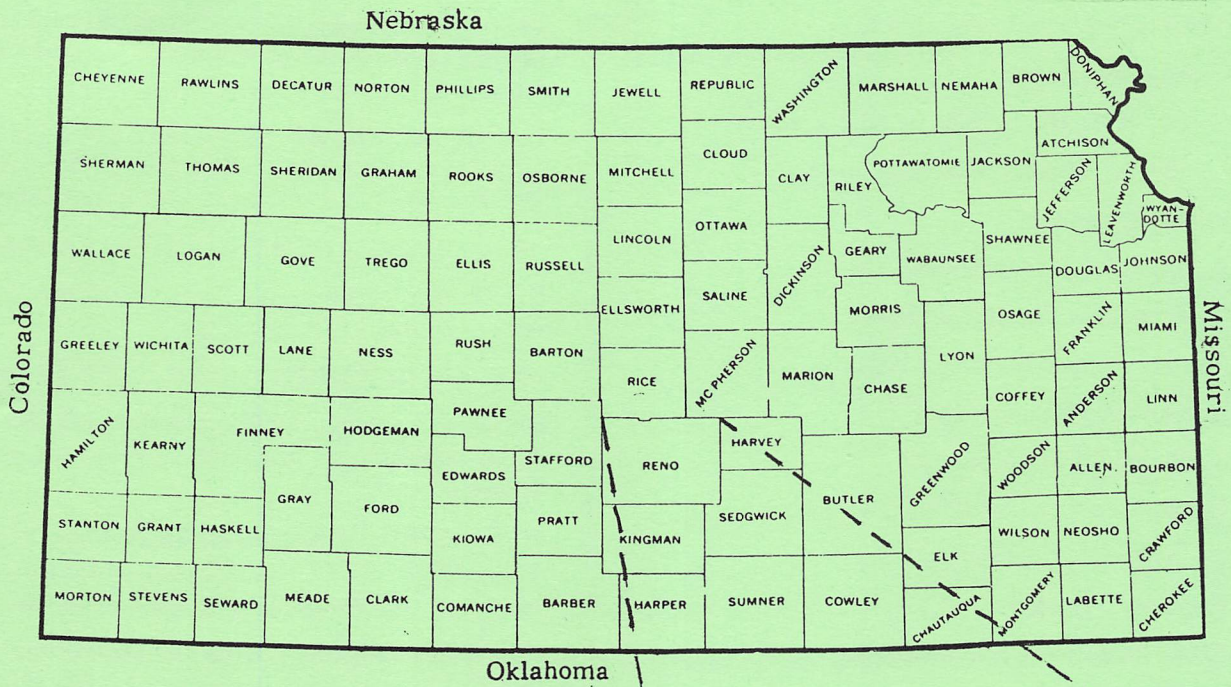 Nebraska
CHEYENNE RAWLINS DECATUR NORTON PHILLIPS SMITH JEWELL REPUBLIC WASHINGTON MARSHALL NEMAHA BROWN DONIPHAN
SHERMAN THOMAS SHERIDAN GRAHAM ROOKS OSBORNE MITCHELL CLOUD CLAY RILEY POTTAWATOMIE JACKSON ATCHISON
JEFFERSON LEAVENWORTH WYAN-
DOTTE
WALLACE LOGAN GOVE TREGO ELLIS RUSSELL LINCOLN OTTAWA DICKINSON GEARY WABAUNSEE SHAWNEE DOUGLAS JOHNSON
ELLSWORTH SALINE MORRIS OSAGE FRANKLIN MIAMI
Colorado
Missouri
GREELEY WICHITA SCOTT LANE NESS RUSH BARTON RICE MC PHERSON MARION CHASE LYON COFFEY ANDERSON LINN
HAMILTON KEARNY FINNEY HODGEMAN PAWNEE STAFFORD RENO HARVEY GREENWOOD WOODSON ALLEN BOURBON
GRAY FORD EDWARDS BUTLER
STANTON GRANT HASKELL KIOWA PRATT KINGMAN SEDGWICK ELK WILSON NEOSHO CRAWFORD
MORTON STEVENS SEWARD MEADE CLARK COMANCHE BARBER HARPER SUMNER COWLEY CHAUTAUQUA MONTGOMERY LABETTE CHEROKEE
Oklahoma